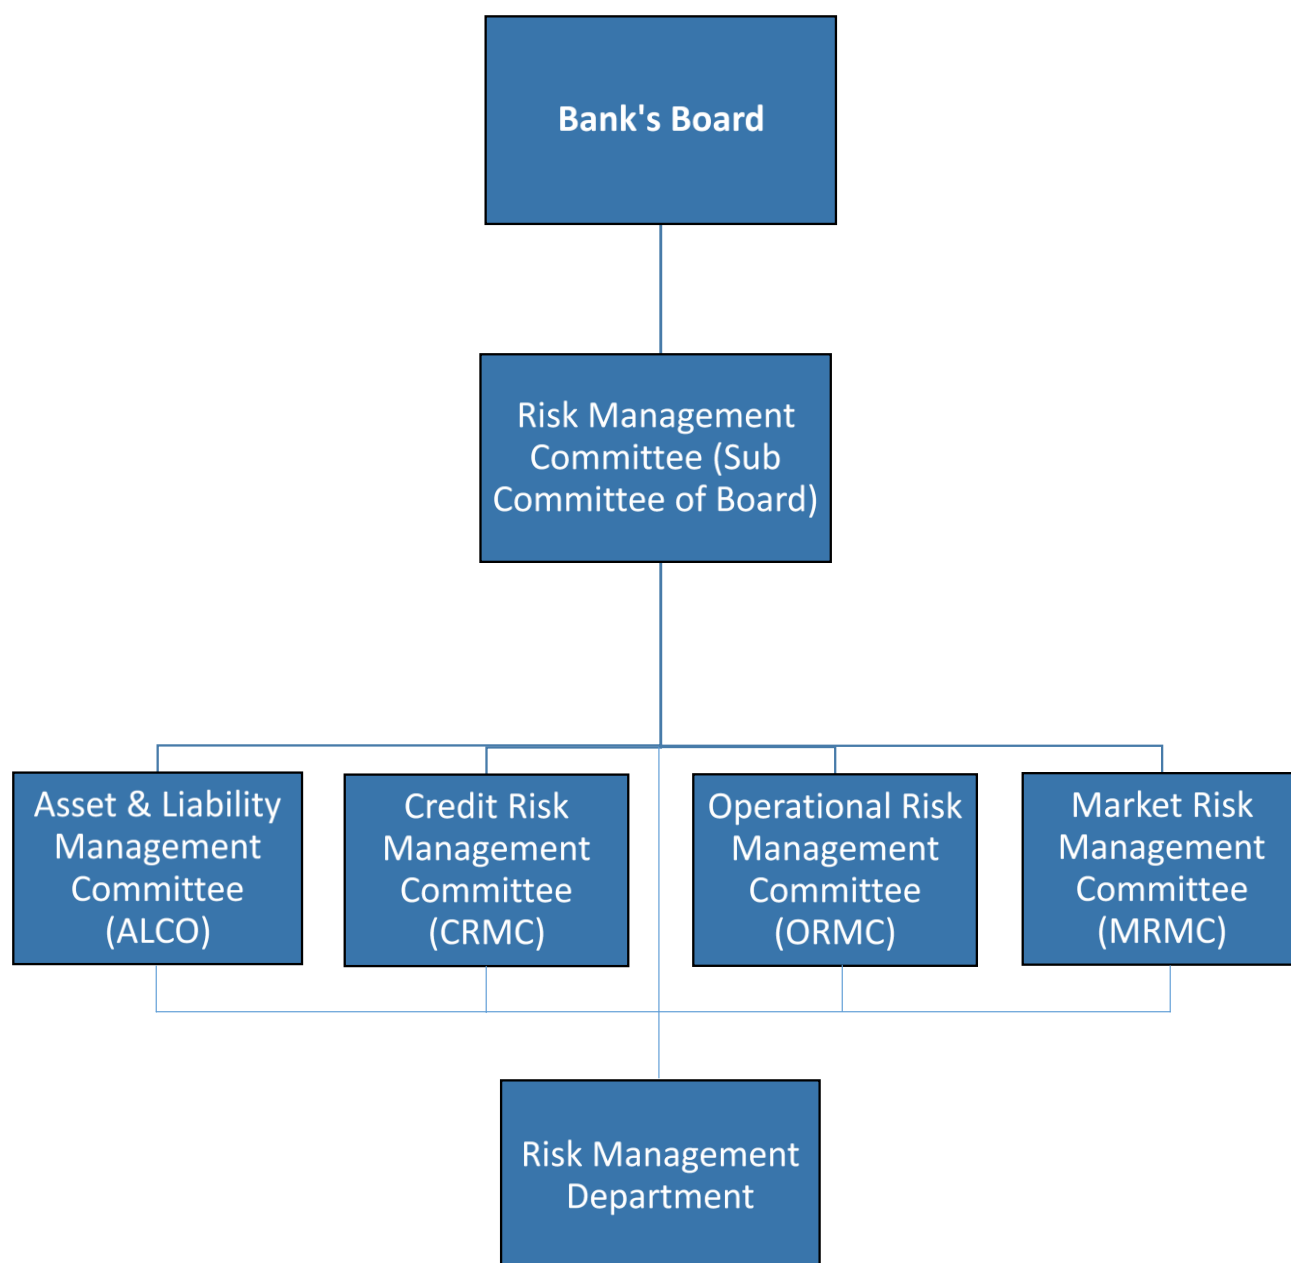 Bank's Board
Risk Management
Committee (Sub
Committee of Board)
Asset & Liability
Management
Committee
(ALCO)
Credit Risk
Management
Committee
(CRMC)
Operational Risk
Management
Committee
(ORMC)
Market Risk
Management
Committee
(MRMC)
Risk Management
Department